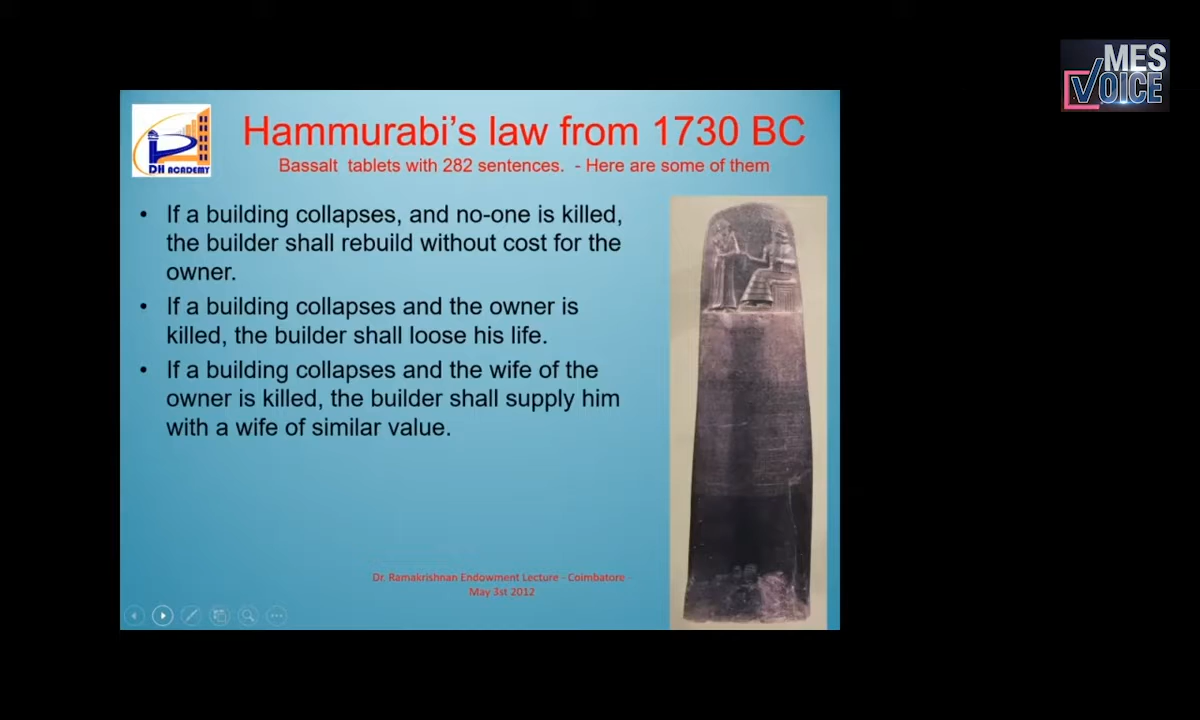 MES
VOICE
DH ACADEMY
Hammurabi's law from 1730 BC
Bassalt tablets with 282 sentences. - Here are some of them
• If a building collapses, and no-one is killed,
the builder shall rebuild without cost for the
owner.
• If a building collapses and the owner is
killed, the builder shall loose his life.
• If a building collapses and the wife of the
owner is killed, the builder shall supply him
with a wife of similar value.
Dr. Ramakrishnan Endowment Lecture - Coimbatore -
May 3st 2012